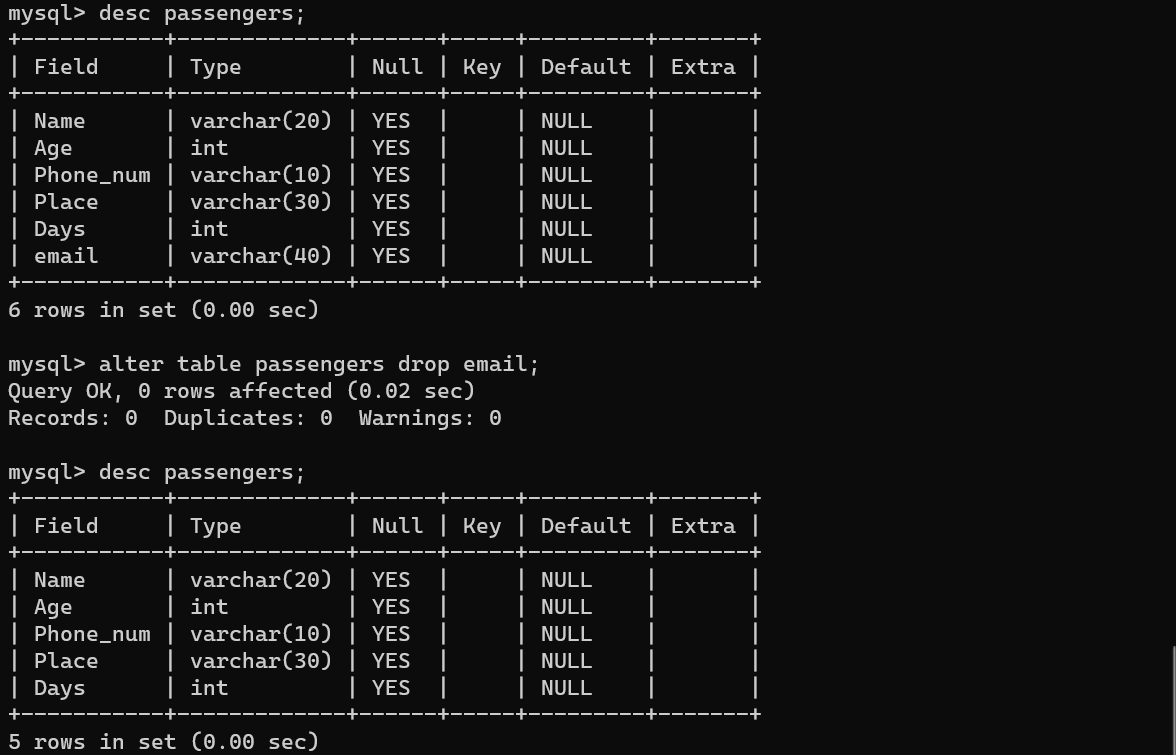 mysql> desc passengers;
+-----------+-------------+------+-----+---------+-------+
| Field     | Type        | Null | Key | Default | Extra |
+-----------+-------------+------+-----+---------+-------+
| Name      | varchar(20) | YES  |     | NULL    |       |
| Age       | int         | YES  |     | NULL    |       |
| Phone_num | varchar(10) | YES  |     | NULL    |       |
| Place     | varchar(30) | YES  |     | NULL    |       |
| Days      | int         | YES  |     | NULL    |       |
| email     | varchar(40) | YES  |     | NULL    |       |
+-----------+-------------+------+-----+---------+-------+
6 rows in set (0.00 sec)

mysql> alter table passengers drop email;
Query OK, 0 rows affected (0.02 sec)
Records: 0  Duplicates: 0  Warnings: 0

mysql> desc passengers;
+-----------+-------------+------+-----+---------+-------+
| Field     | Type        | Null | Key | Default | Extra |
+-----------+-------------+------+-----+---------+-------+
| Name      | varchar(20) | YES  |     | NULL    |       |
| Age       | int         | YES  |     | NULL    |       |
| Phone_num | varchar(10) | YES  |     | NULL    |       |
| Place     | varchar(30) | YES  |     | NULL    |       |
| Days      | int         | YES  |     | NULL    |       |
+-----------+-------------+------+-----+---------+-------+
5 rows in set (0.00 sec)